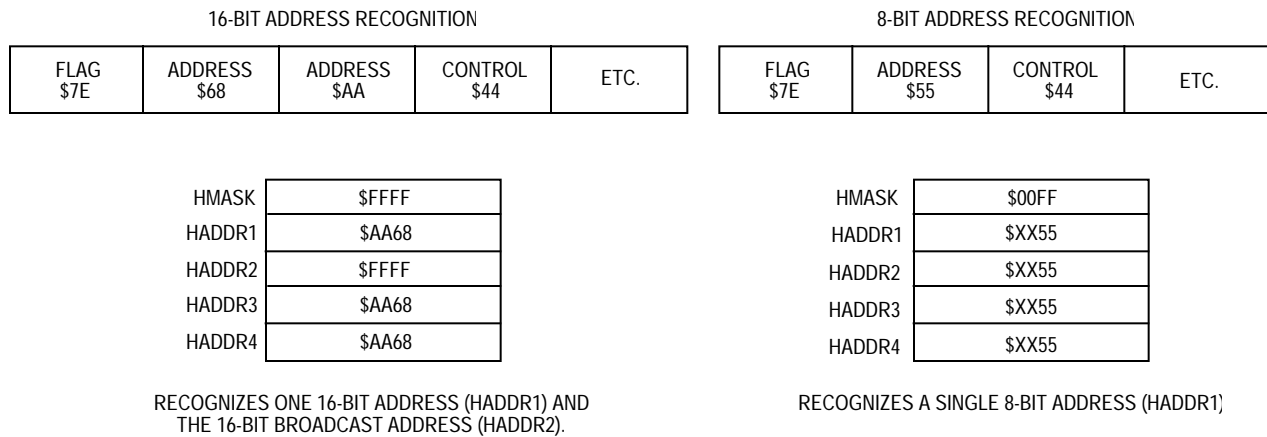 16-BIT ADDRESS RECOGNITION
FLAG $7E
ADDRESS $68
ADDRESS $AA
CONTROL $44
ETC.
HMASK $FFFF
HADDR1 $AA68
HADDR2 $FFFF
HADDR3 $AA68
HADDR4 $AA68
RECOGNIZES ONE 16-BIT ADDRESS (HADDR1) AND
THE 16-BIT BROADCAST ADDRESS (HADDR2).
8-BIT ADDRESS RECOGNITION
FLAG $7E
ADDRESS $55
CONTROL $44
ETC.
HMASK $00FF
HADDR1 $XX55
HADDR2 $XX55
HADDR3 $XX55
HADDR4 $XX55
RECOGNIZES A SINGLE 8-BIT ADDRESS (HADDR1)